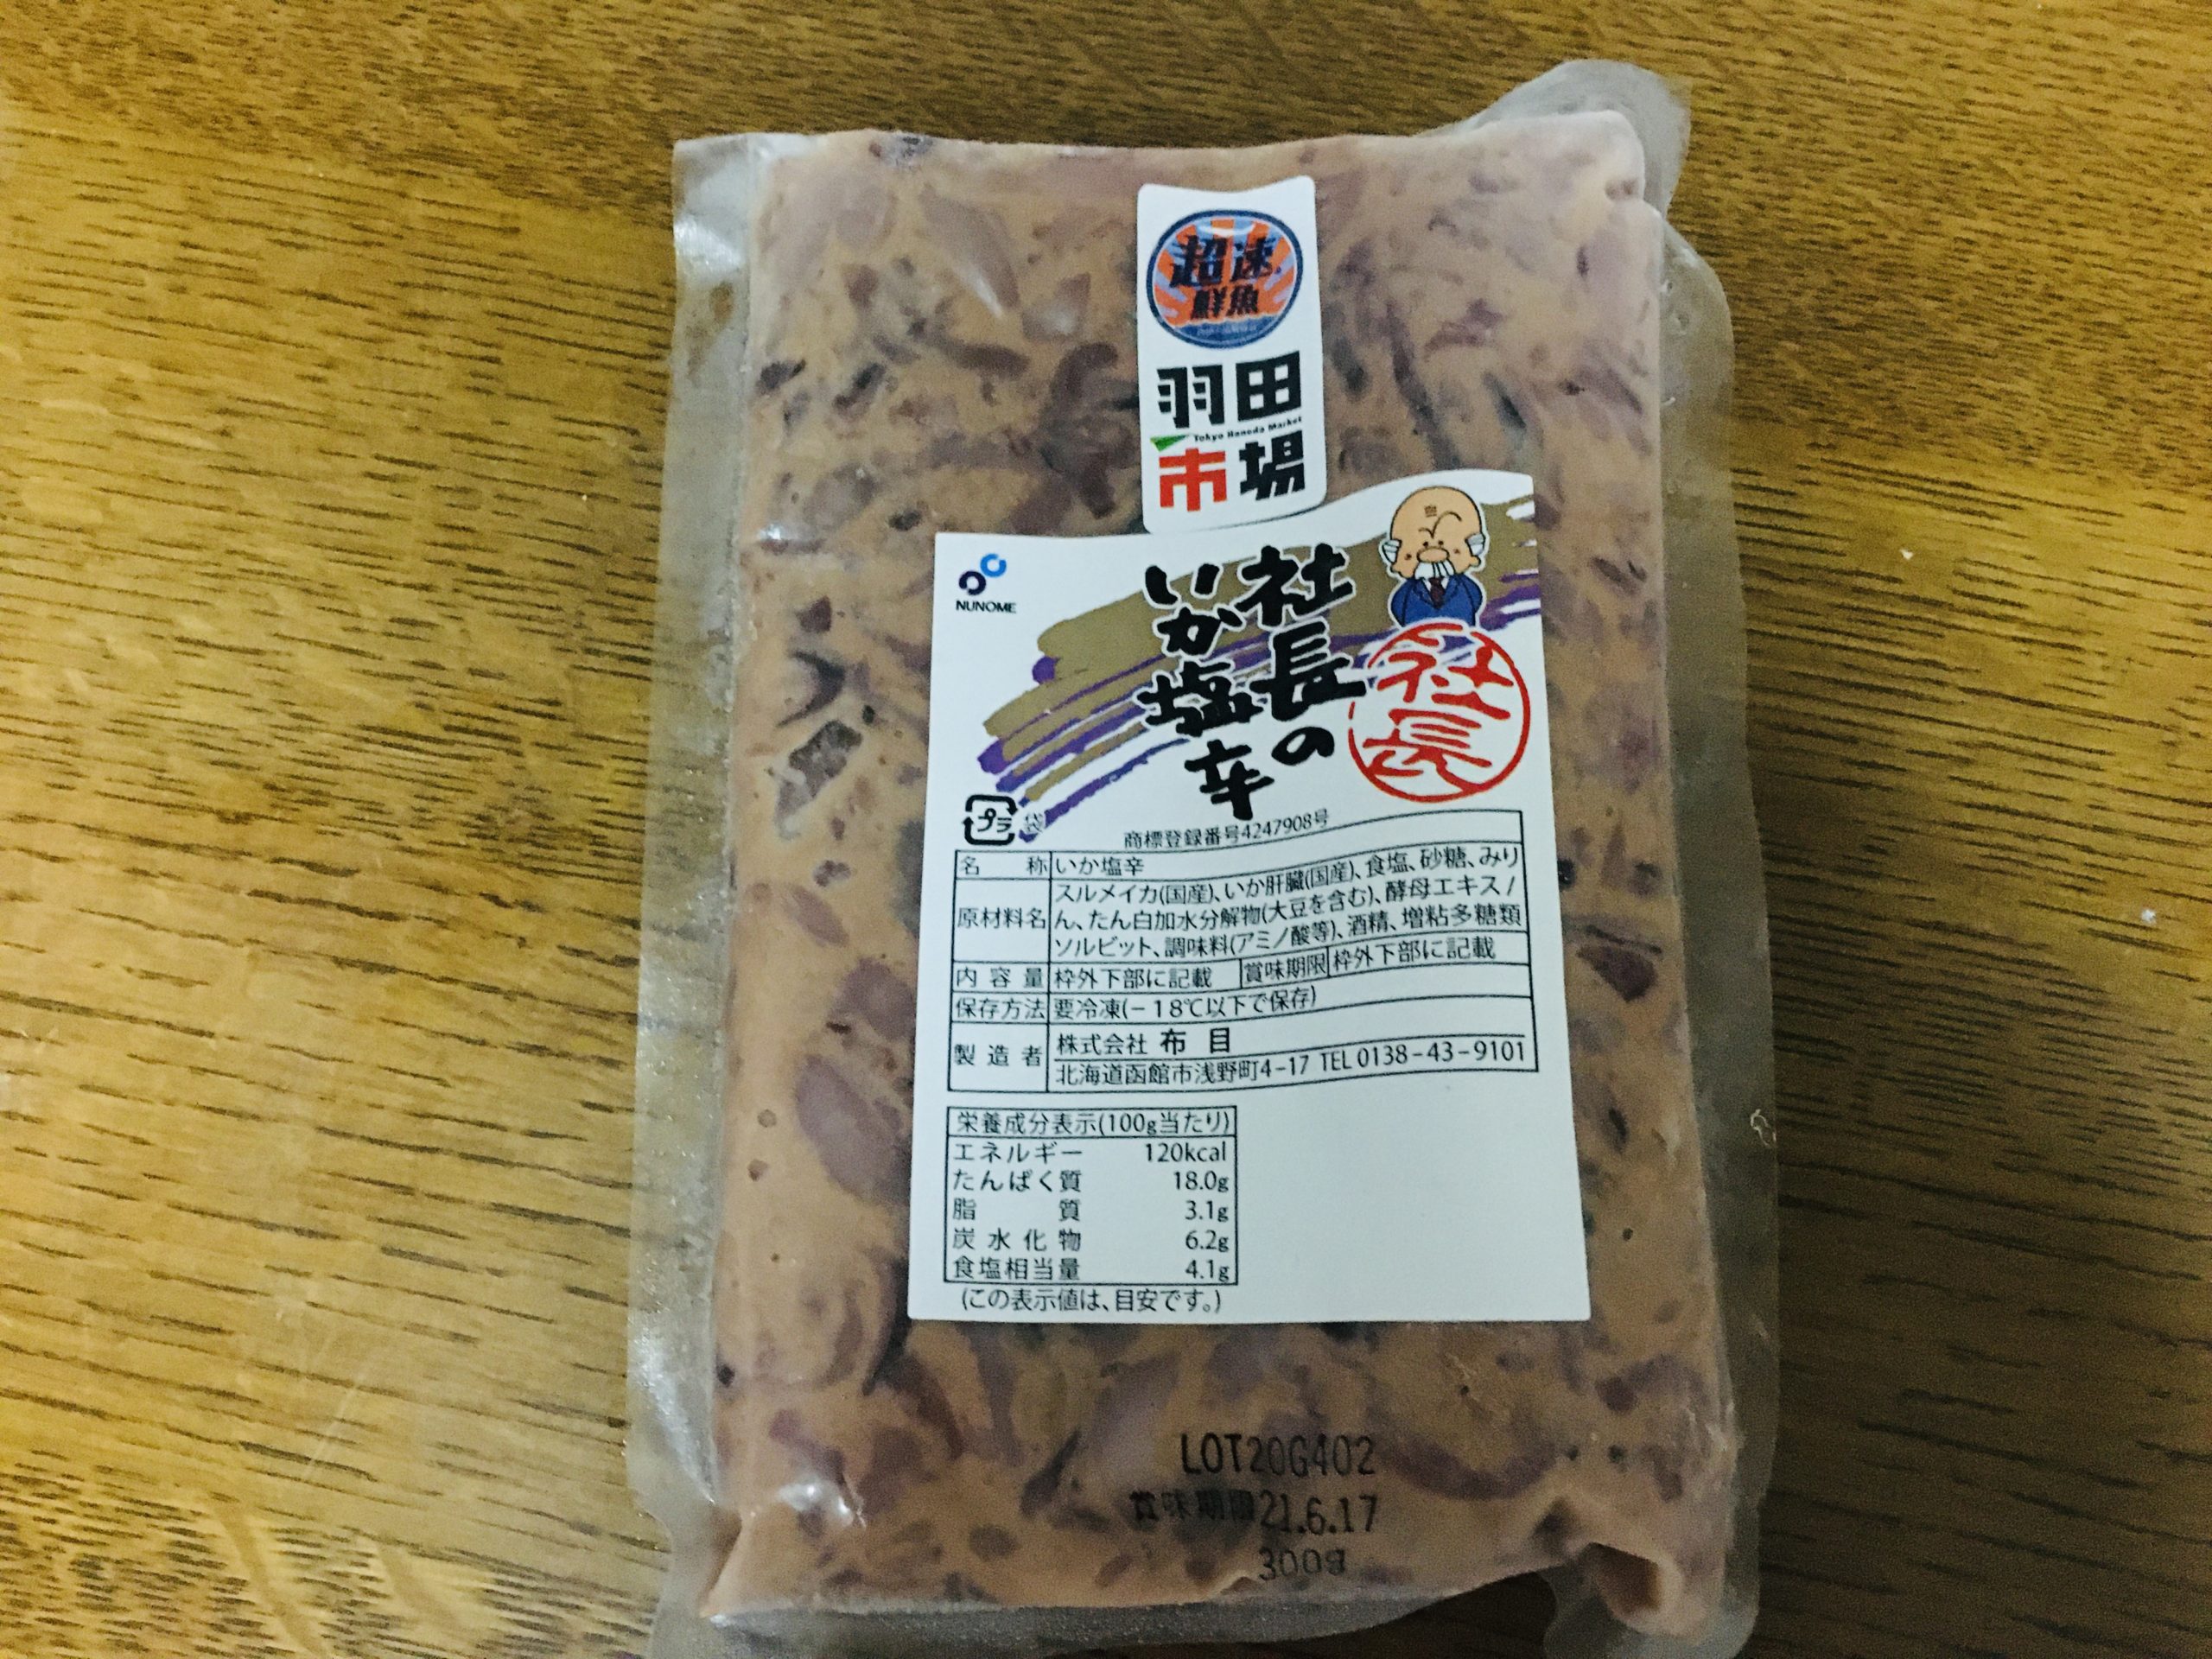 超速
鮮魚
羽田
Tokyo Haneda Market
市場
NUNOME
社長の
いか塩辛
社長
プラ
袋
商標登録番号4247908号
名称 いか塩辛
原材料名 スルメイカ(国産)、いか肝臓(国産)、食塩、砂糖、みり
ん、たん白加水分解物(大豆を含む)、酵母エキス/
ソルビット、調味料(アミノ酸等)、酒精、増粘多糖類
内容量 枠外下部に記載 賞味期限 枠外下部に記載
保存方法 要冷凍(−18℃以下で保存)
製造者 株式会社 布目
北海道函館市浅野町4−17 TEL0138−43−9101
栄養成分表示(100g当たり)
エネルギー 120kcal
たんぱく質 18.0g
脂質 3.1g
炭水化物 6.2g
食塩相当量 4.1g
(この表示値は、目安です。)
LOT20G402
賞味期限21.6.17
300g